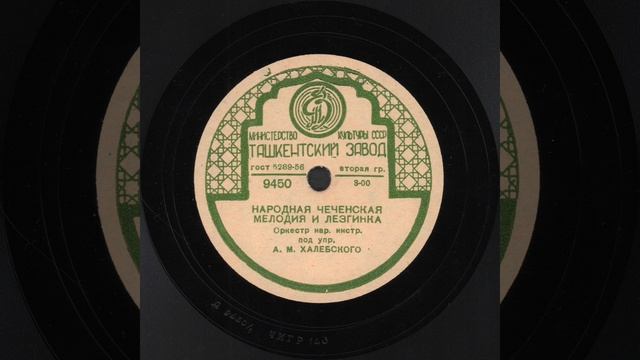 МИНИСТЕРСТВО КУЛЬТУРЫ СССР
ТАШКЕНТСКИЙ ЗАВОД
ГОСТ 5289-56 вторая гр.
9450 8-00
НАРОДНАЯ ЧЕЧЕНСКАЯ
МЕЛОДИЯ И ЛЕЗГИНКА
Оркестр нар. инстр.
под упр.
А. М. ХАЛЕБСКОГО